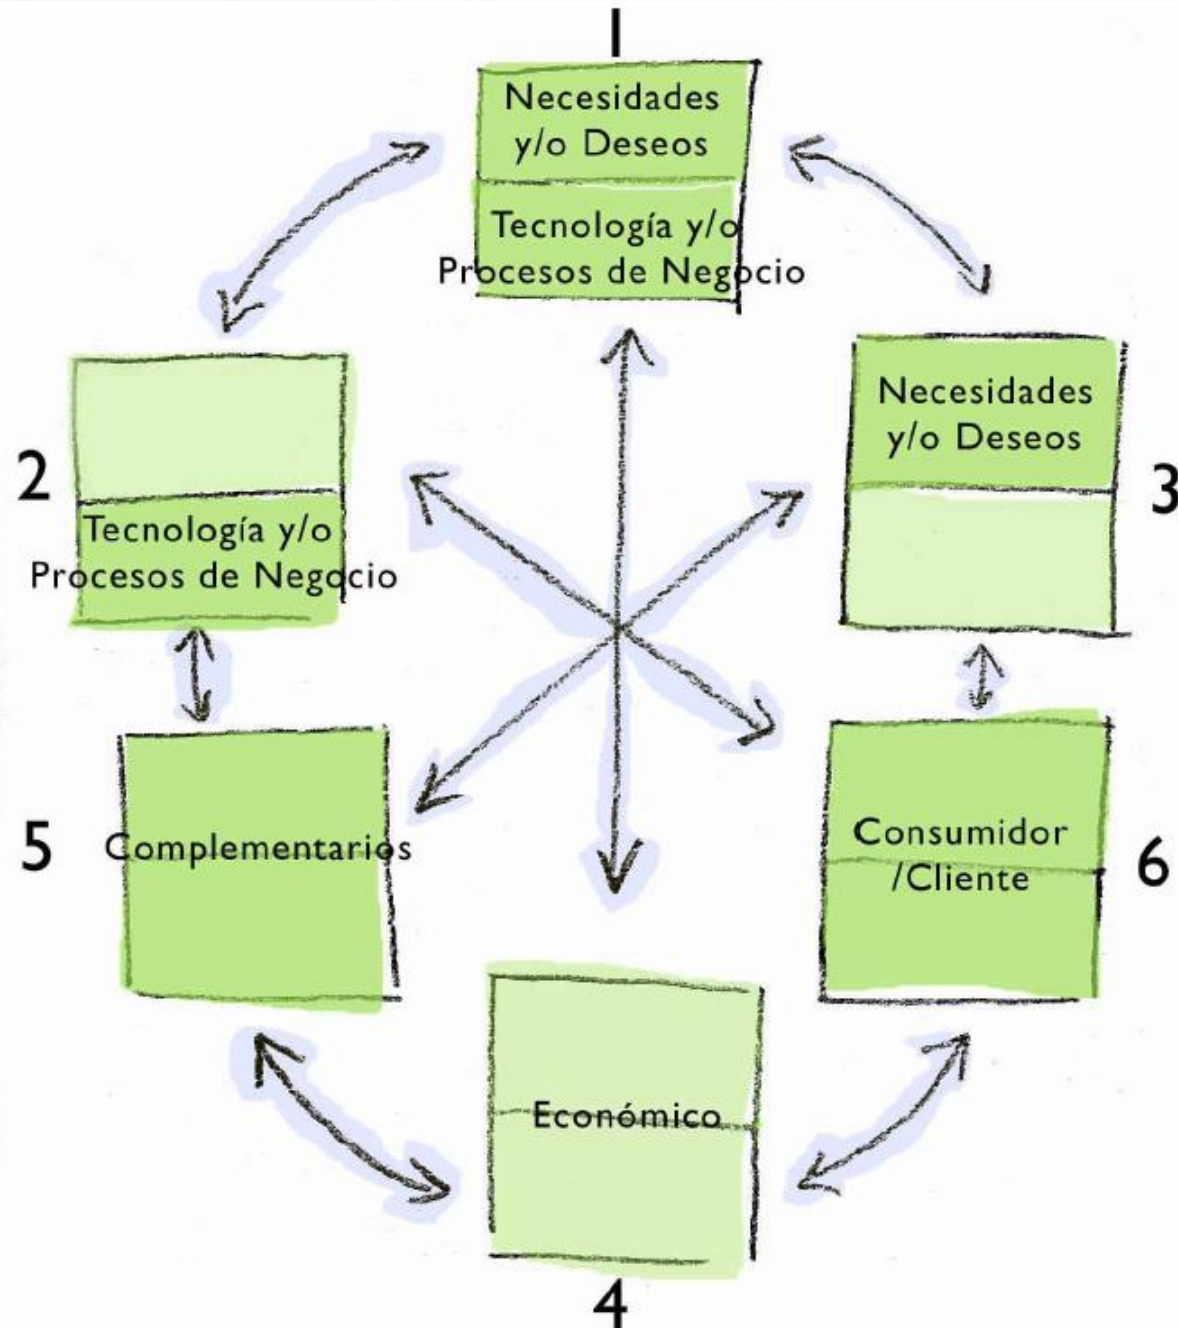 1
Necesidades
y/o Deseos
Tecnología y/o
Procesos de Negocio
2
Tecnología y/o
Procesos de Negocio
Necesidades
y/o Deseos
3
5
Complementarios
Consumidor
/Cliente
6
Económico
4